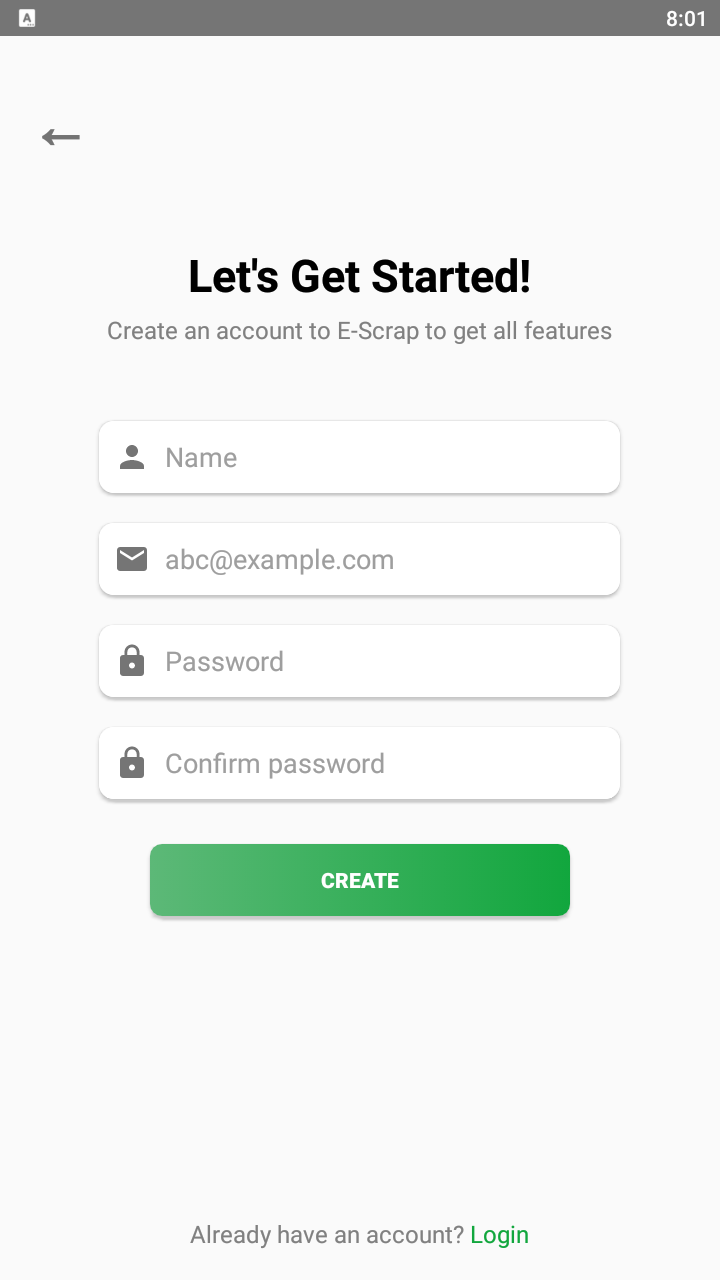 8:01
Let's Get Started!
Create an account to E-Scrap to get all features
Name
abc@example.com
Password
Confirm password
CREATE
Already have an account? Login